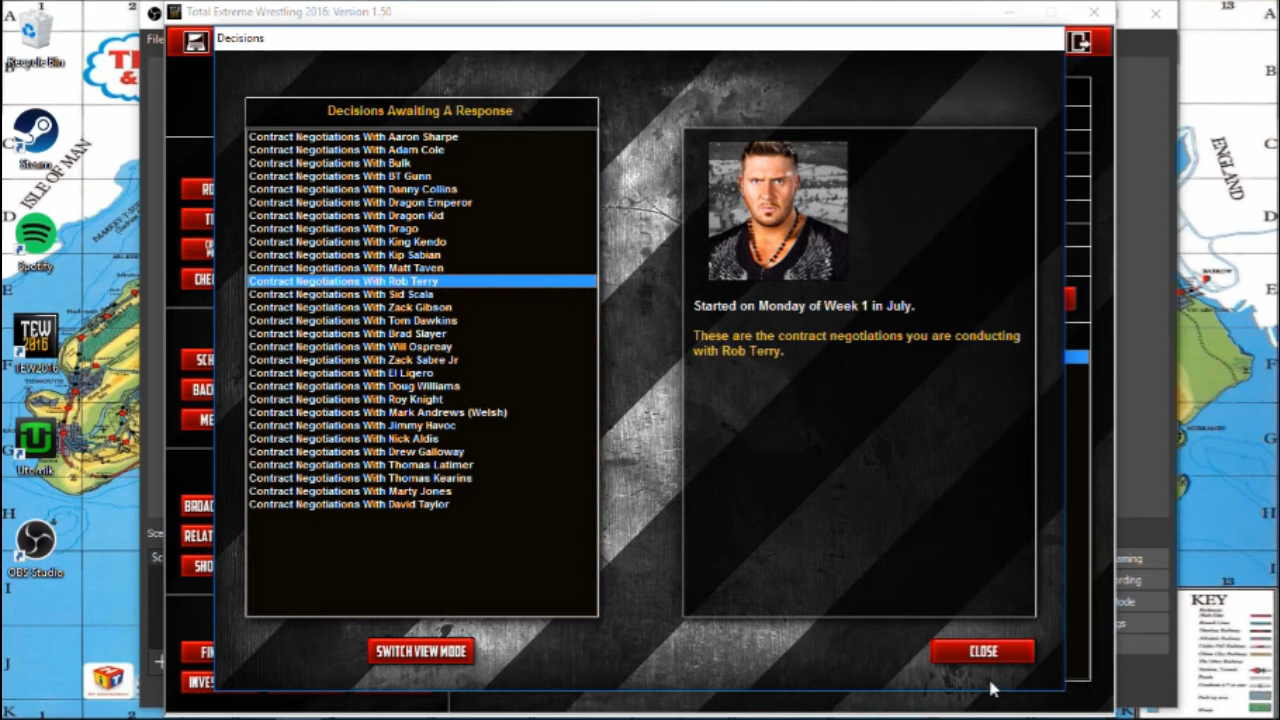 Total Extreme Wrestling 2016: Version 1.50
Decisions
Decisions Awaiting A Response
Contract Negotiations With Aaron Sharpe
Contract Negotiations With Adam Cole
Contract Negotiations With Bulk
Contract Negotiations With BT Gunn
Contract Negotiations With Danny Collins
Contract Negotiations With Dragon Emperor
Contract Negotiations With Dragon Kid
Contract Negotiations With Drago
Contract Negotiations With King Kendo
Contract Negotiations With Kip Sabian
Contract Negotiations With Matt Taven
Contract Negotiations With Rob Terry
Contract Negotiations With Sid Scala
Contract Negotiations With Zack Gibson
Contract Negotiations With Tom Dawkins
Contract Negotiations With Brad Slayer
Contract Negotiations With Will Ospreay
Contract Negotiations With Zack Sabre Jr
Contract Negotiations With El Ligero
Contract Negotiations With Doug Williams
Contract Negotiations With Roy Knight
Contract Negotiations With Mark Andrews (Welsh)
Contract Negotiations With Jimmy Havoc
Contract Negotiations With Nick Aldis
Contract Negotiations With Drew Galloway
Contract Negotiations With Thomas Latimer
Contract Negotiations With Thomas Kearins
Contract Negotiations With Marty Jones
Contract Negotiations With David Taylor
SWITCH VIEW MODE
Started on Monday of Week 1 in July.
These are the contract negotiations you are conducting
with Rob Terry.
CLOSE
Recycle Bin
Steam
Spotify
TEW2016
Utomik
OBS Studio
File
ISLE OF MAN
ENGLAND
BARROW
KEY
1
2
13
A
B
C
D
E
F
G
H
I
J
K